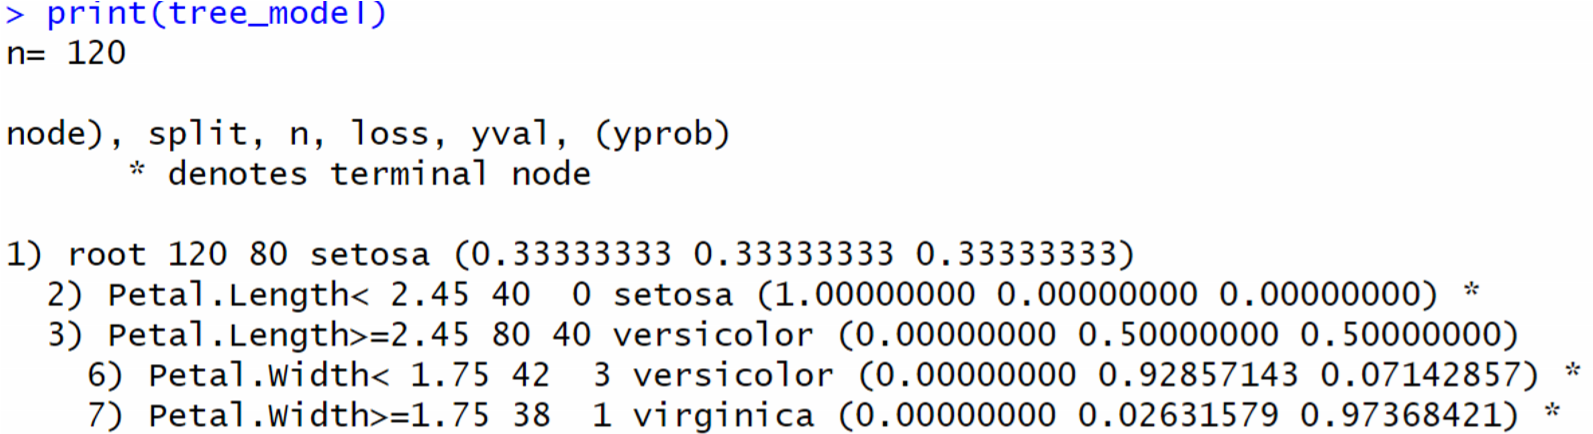 > print(tree_model)
n= 120

node), split, n, loss, yval, (yprob)
      * denotes terminal node

1) root 120 80 setosa (0.33333333 0.33333333 0.33333333)
  2) Petal.Length< 2.45 40  0 setosa (1.00000000 0.00000000 0.00000000) *
  3) Petal.Length>=2.45 80 40 versicolor (0.00000000 0.50000000 0.50000000)
    6) Petal.Width< 1.75 42  3 versicolor (0.00000000 0.92857143 0.07142857) *
    7) Petal.Width>=1.75 38  1 virginica (0.00000000 0.02631579 0.97368421) *